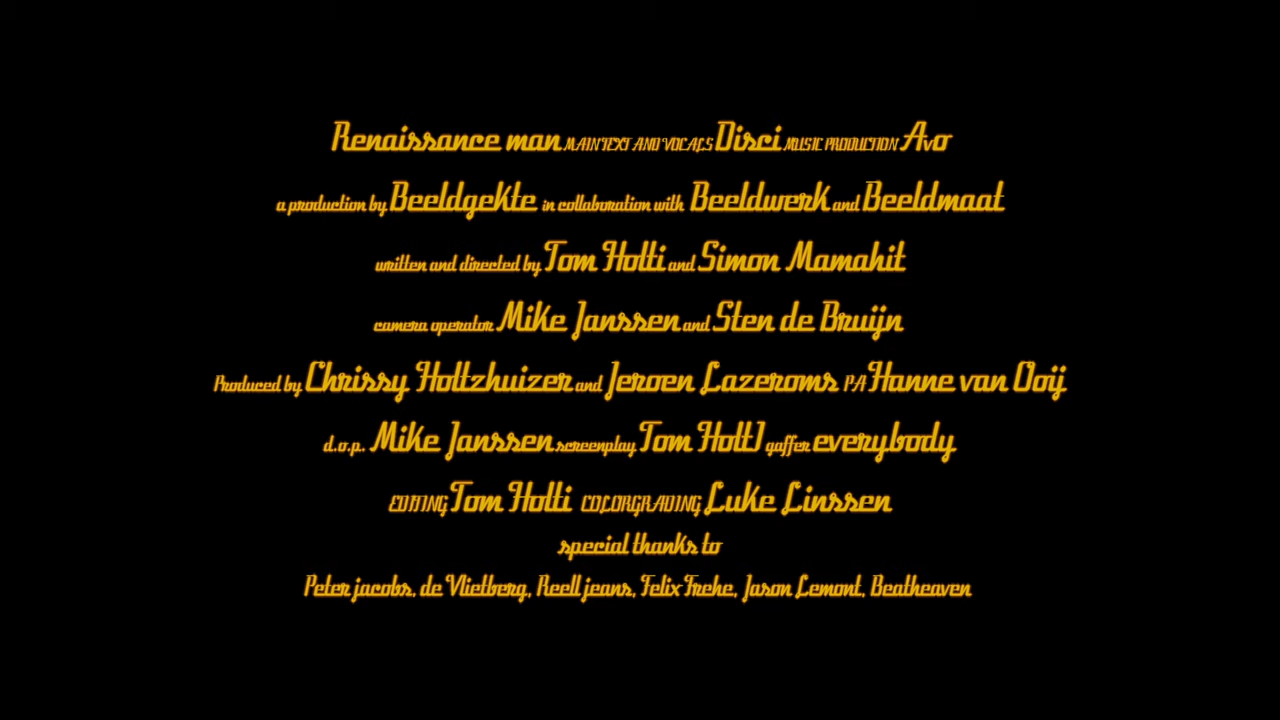 Renaissance man MAIN TEXT AND VOCALS Disci MUSIC PRODUCTION Avo
a production by BeeldgeKte in collaboration with Beeldwerk and Beeldmaat
written and directed by Tom Holti and Simon Mamahit
camera operator Mike Janssen and Sten de Bruijn
Produced by Chrissy Holtzhuizer and Jeroen Lazeroms PA Hanne van Ooij
d.o.p. Mike Janssen screenplay Tom HoltI gaffer everybody
EDITING Tom Holti COLORGRADING Luke Linssen
special thanks to
Peter jacobs, de Vlietberg, Reell jeans, Felix Frehe, Jason Lemont, Beatheaven